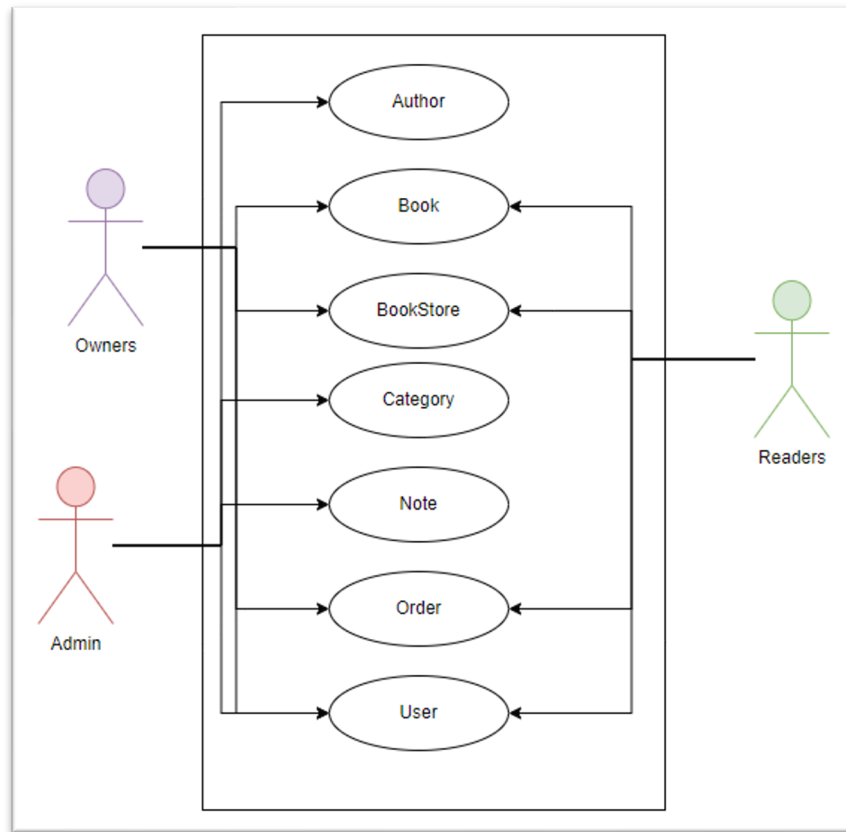 Author
Book
Owners
BookStore
Category
Readers
Note
Order
Admin
User